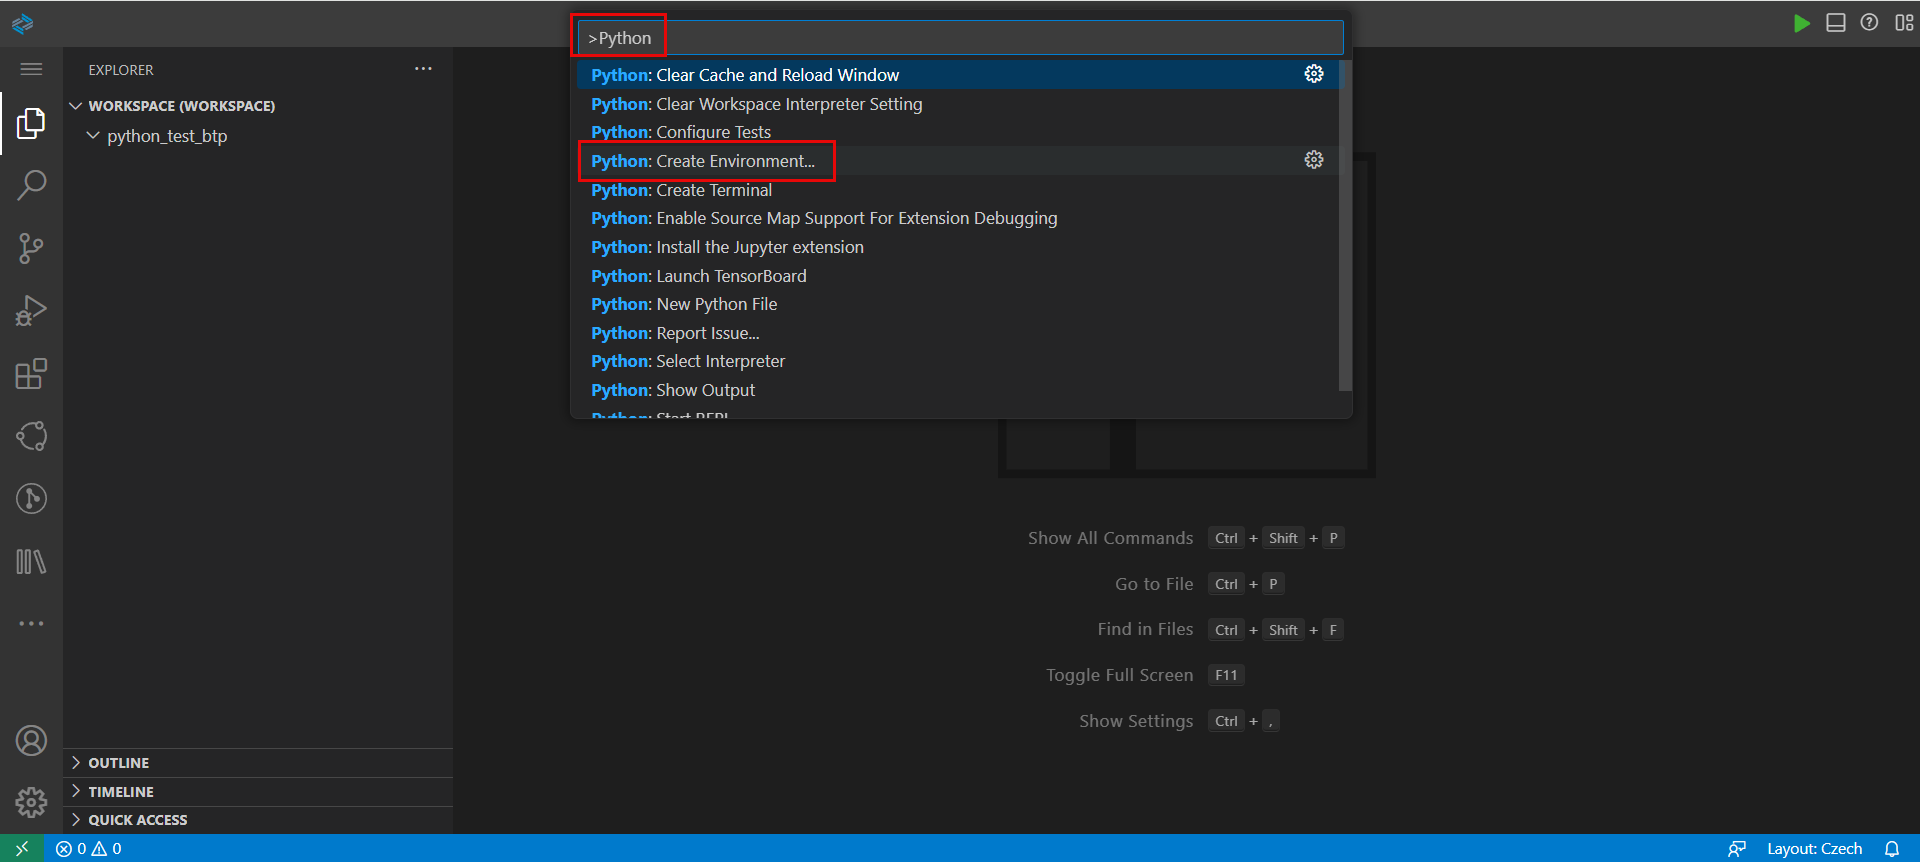 >Python
EXPLORER
Python: Clear Cache and Reload Window
WORKSPACE (WORKSPACE)
python_test_btp
Python: Clear Workspace Interpreter Setting
Python: Configure Tests
Python: Create Environment...
Python: Create Terminal
Python: Enable Source Map Support For Extension Debugging
Python: Install the Jupyter extension
Python: Launch TensorBoard
Python: New Python File
Python: Report Issue...
Python: Select Interpreter
Python: Show Output
Python: Start REPL
Show All Commands Ctrl + Shift + P
Go to File Ctrl + P
Find in Files Ctrl + Shift + F
Toggle Full Screen F11
Show Settings Ctrl + ,
OUTLINE
TIMELINE
QUICK ACCESS
0 0
Layout: Czech